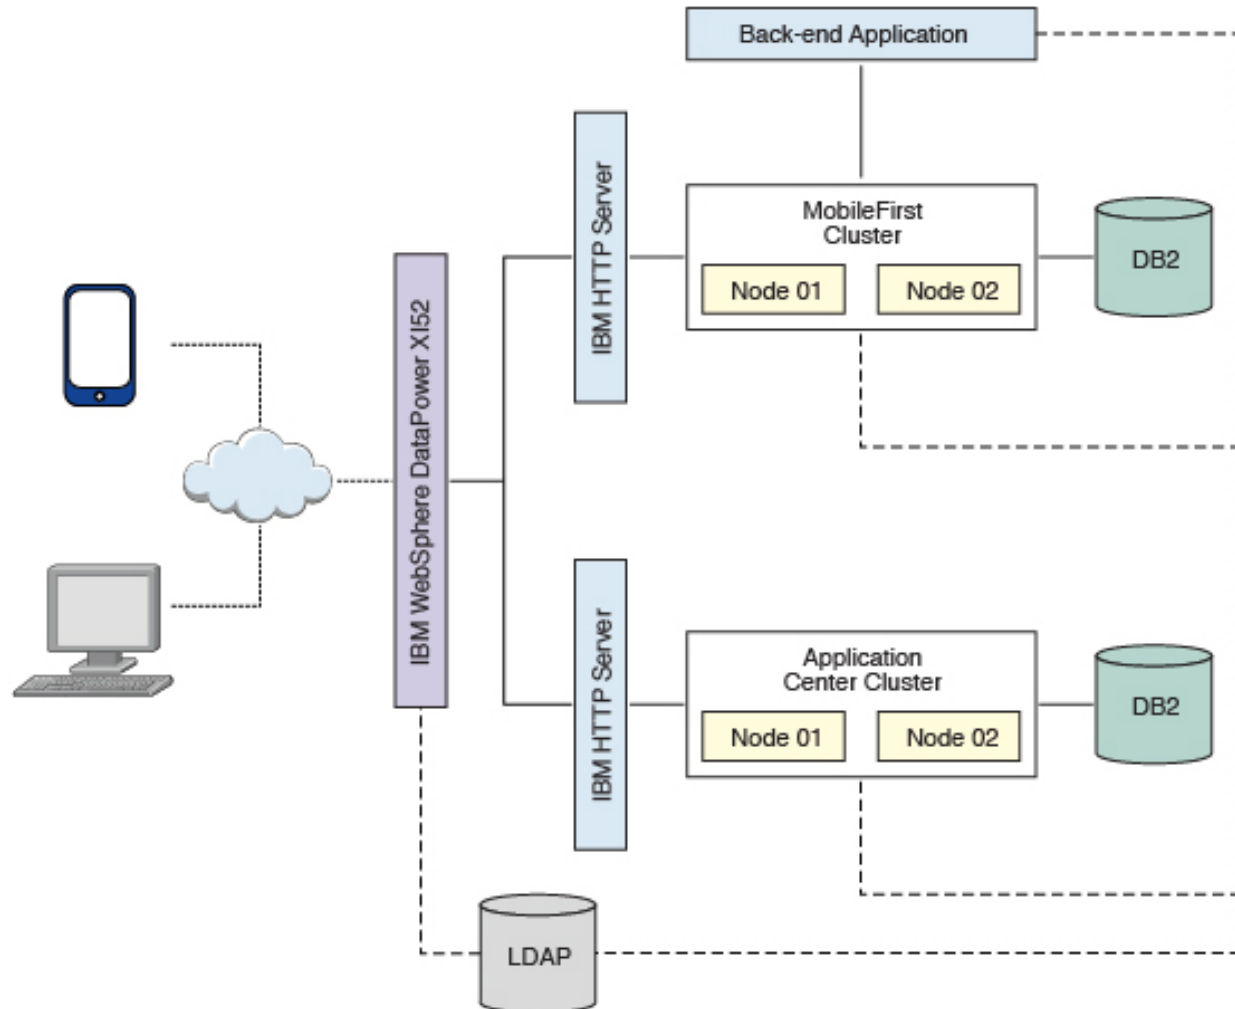 Back-end Application
IBM HTTP Server
MobileFirst
Cluster
Node 01
Node 02
DB2
IBM WebSphere DataPower XI52
IBM HTTP Server
Application
Center Cluster
Node 01
Node 02
DB2
LDAP